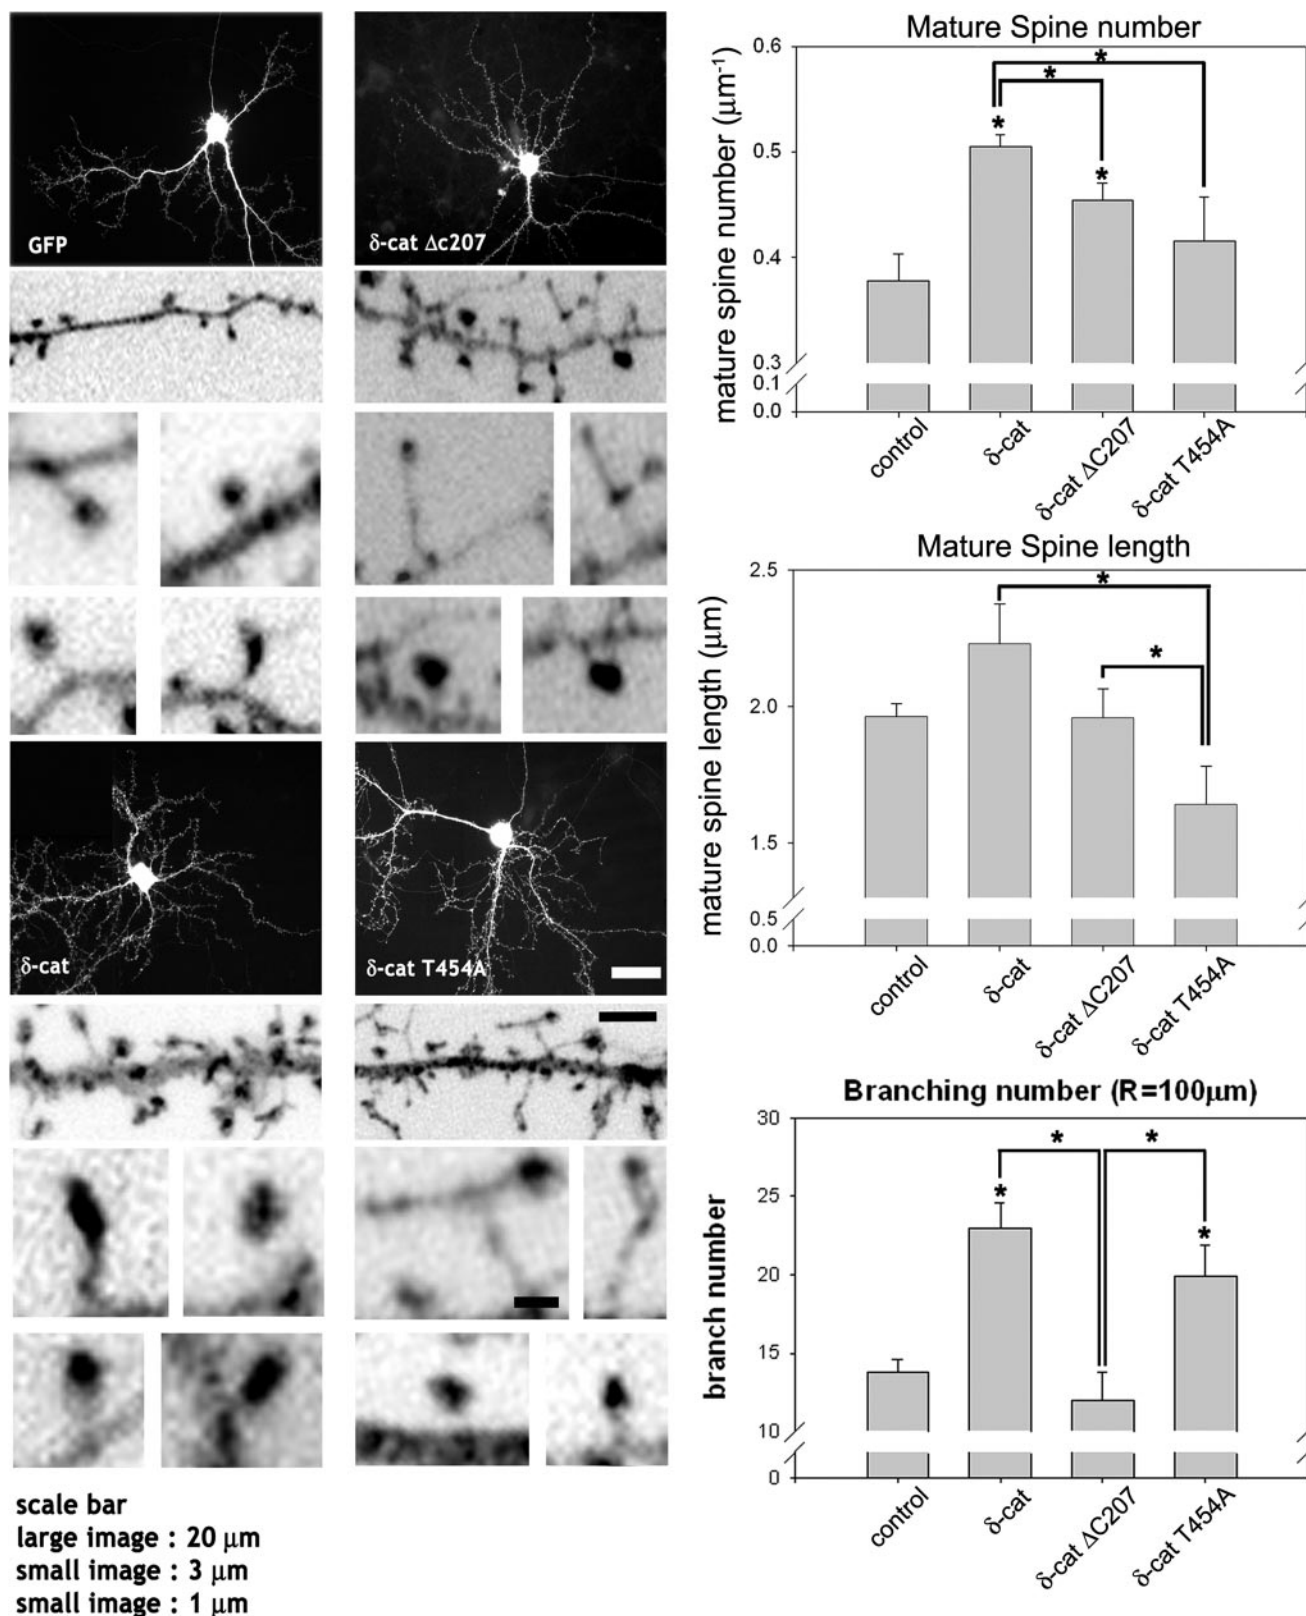 GFP
δ-cat Δc207
δ-cat
δ-cat T454A
scale bar
large image : 20 μm
small image : 3 μm
small image : 1 μm
Mature Spine number
mature spine number (μm⁻¹)
0.6
0.5
0.4
0.3
0.1
0.0
*
*
*
*
control
δ-cat
δ-cat ΔC207
δ-cat T454A
Mature Spine length
mature spine length (μm)
2.5
2.0
1.5
0.5
0.0
*
*
control
δ-cat
δ-cat ΔC207
δ-cat T454A
Branching number (R=100μm)
branch number
30
25
20
15
10
0
*
*
*
*
control
δ-cat
δ-cat ΔC207
δ-cat T454A